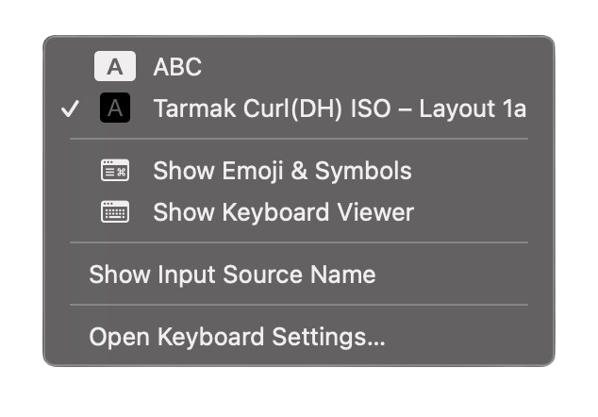 A ABC
✓ A Tarmak Curl(DH) ISO – Layout 1a
Show Emoji & Symbols
Show Keyboard Viewer
Show Input Source Name
Open Keyboard Settings...